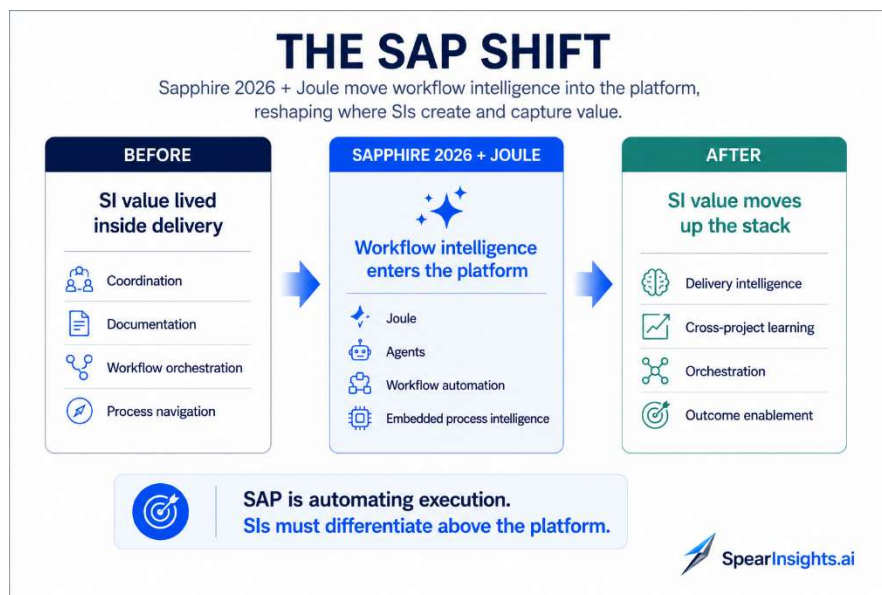 THE SAP SHIFT
Sapphire 2026 + Joule move workflow intelligence into the platform,
reshaping where SIs create and capture value.
BEFORE
SI value lived
inside delivery
Coordination
Documentation
Workflow orchestration
Process navigation
SAPPHIRE 2026 + JOULE
Workflow intelligence
enters the platform
Joule
Agents
Workflow automation
Embedded process intelligence
AFTER
SI value moves
up the stack
Delivery intelligence
Cross-project learning
Orchestration
Outcome enablement
SAP is automating execution.
SIs must differentiate above the platform.
SpearInsights.ai